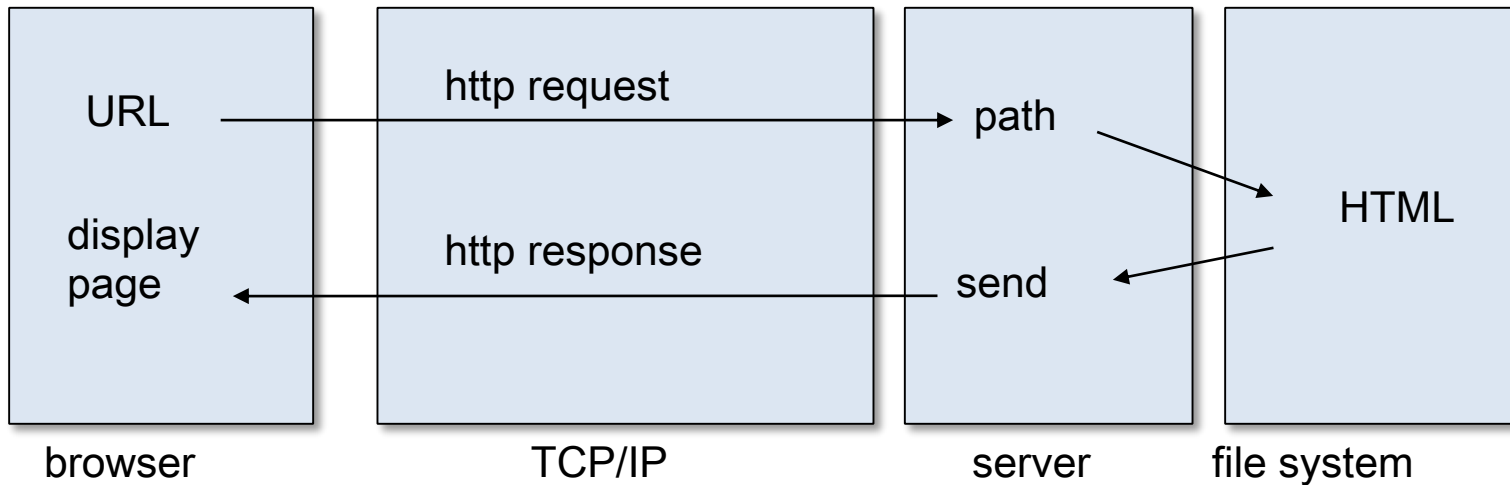 http request
URL
path
HTML
display
page
http response
send
browser
TCP/IP
server
file system